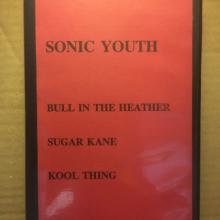 SONIC YOUTH
BULL IN THE HEATHER
SUGAR KANE
KOOL THING